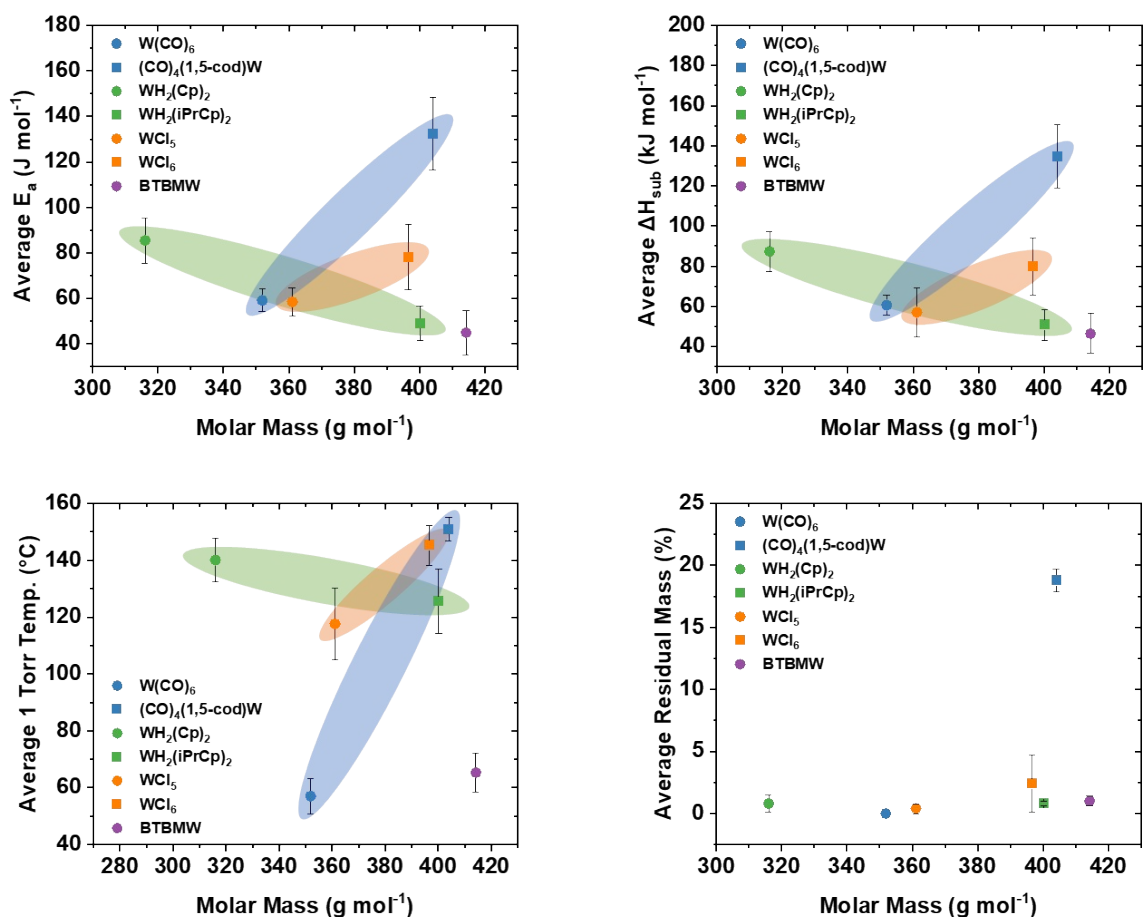 180
160
140
120
100
80
60
40
Average Eₐ (J mol⁻¹)
W(CO)₆
(CO)₄(1,5-cod)W
WH₂(Cp)₂
WH₂(iPrCp)₂
WCl₅
WCl₆
BTBMW
300 320 340 360 380 400 420
Molar Mass (g mol⁻¹)
200
180
160
140
120
100
80
60
40
Average ΔHsub (kJ mol⁻¹)
W(CO)₆
(CO)₄(1,5-cod)W
WH₂(Cp)₂
WH₂(iPrCp)₂
WCl₅
WCl₆
BTBMW
300 320 340 360 380 400 420
Molar Mass (g mol⁻¹)
160
140
120
100
80
60
40
Average 1 Torr Temp. (°C)
W(CO)₆
(CO)₄(1,5-cod)W
WH₂(Cp)₂
WH₂(iPrCp)₂
WCl₅
WCl₆
BTBMW
280 300 320 340 360 380 400 420
Molar Mass (g mol⁻¹)
25
20
15
10
5
0
Average Residual Mass (%)
W(CO)₆
(CO)₄(1,5-cod)W
WH₂(Cp)₂
WH₂(iPrCp)₂
WCl₅
WCl₆
BTBMW
300 320 340 360 380 400 420
Molar Mass (g mol⁻¹)